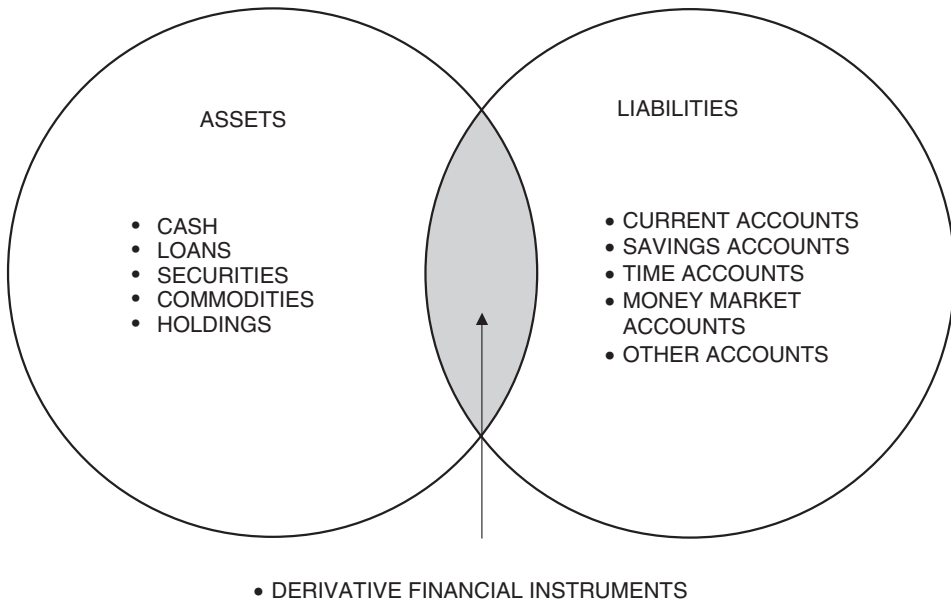 ASSETS
• CASH
• LOANS
• SECURITIES
• COMMODITIES
• HOLDINGS
LIABILITIES
• CURRENT ACCOUNTS
• SAVINGS ACCOUNTS
• TIME ACCOUNTS
• MONEY MARKET
ACCOUNTS
• OTHER ACCOUNTS
• DERIVATIVE FINANCIAL INSTRUMENTS